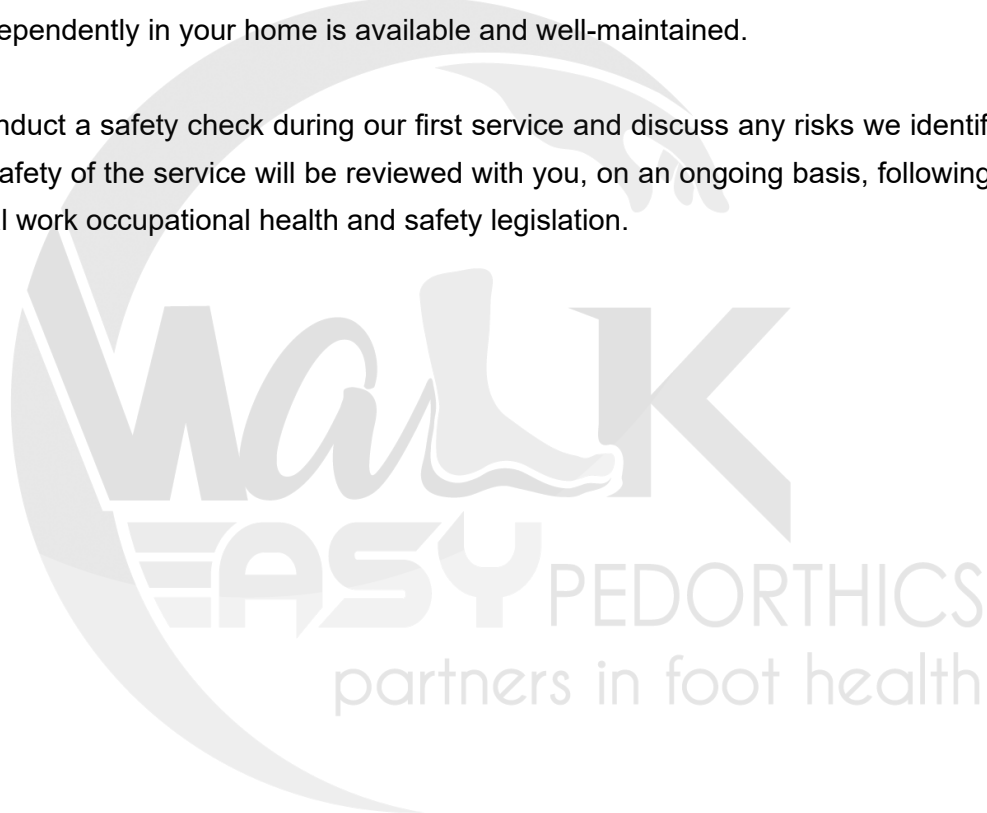 ependently in your home is available and well-maintained.
nduct a safety check during our first service and discuss any risks we identif
afety of the service will be reviewed with you, on an ongoing basis, following
l work occupational health and safety legislation.
WalK
EASY PEDORTHICS
partners in foot health